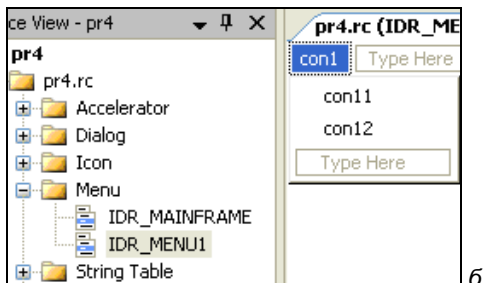 ce View - pr4
pr4
pr4.rc
Accelerator
Dialog
Icon
Menu
IDR_MAINFRAME
IDR_MENU1
String Table
pr4.rc (IDR_ME
con1 Type Here
con11
con12
Type Here
б